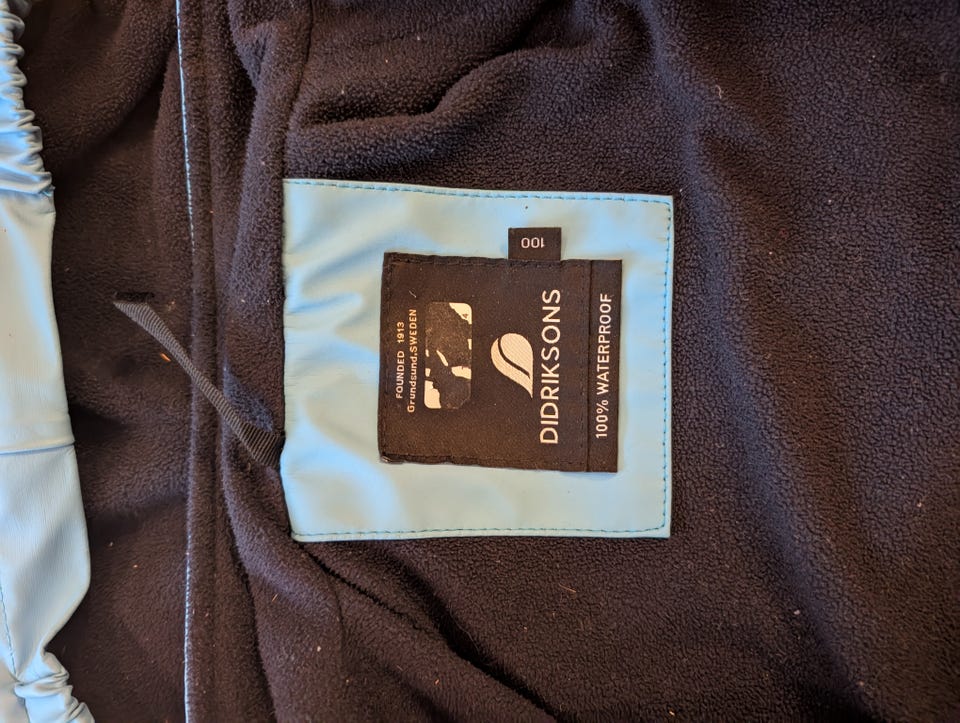 FOUNDED 1913
Grundsund, SWEDEN
DIDRIKSONS
100% WATERPROOF
100